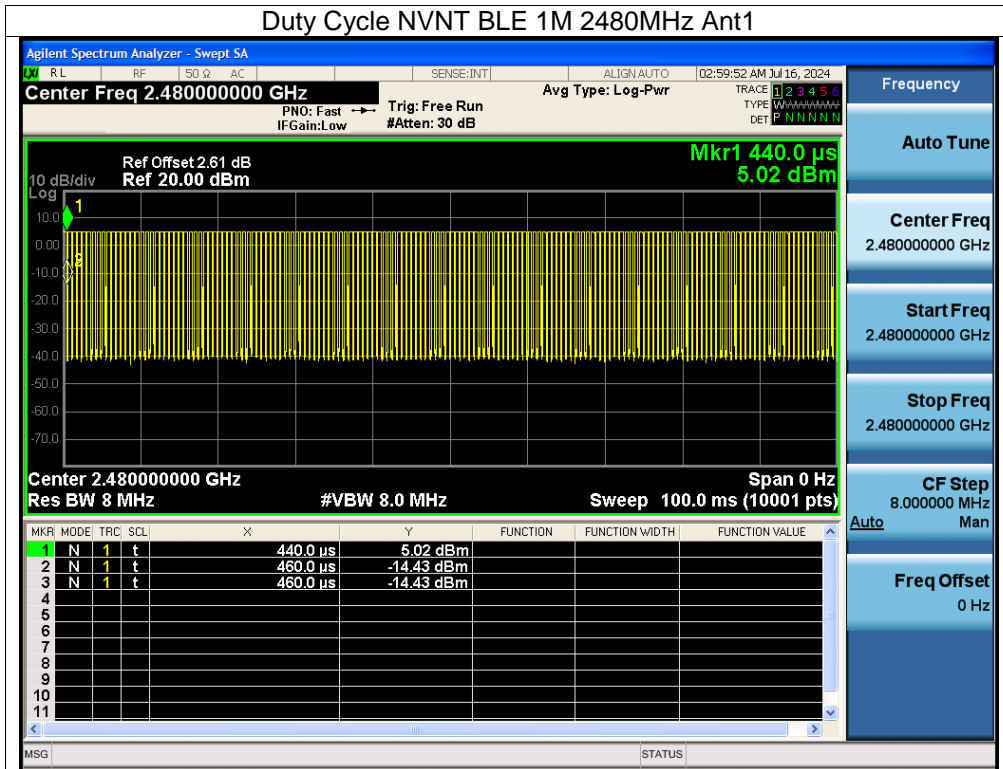 Duty Cycle NVNT BLE 1M 2480MHz Ant1
Agilent Spectrum Analyzer - Swept SA
LXI RL RF 50 Ω AC SENSE:INT ALIGN AUTO 02:59:52 AM Jul 16, 2024
Center Freq 2.480000000 GHz
PNO: Fast
IFGain:Low
Trig: Free Run
#Atten: 30 dB
Avg Type: Log-Pwr
TRACE 1 2 3 4 5 6
TYPE WWWWWW
DET P N N N N N
Mkr1 440.0 µs
5.02 dBm
Ref Offset 2.61 dB
10 dB/div Ref 20.00 dBm
Log
1
10.0
0.00
2
-10.0
-20.0
-30.0
-40.0
-50.0
-60.0
-70.0
Center 2.480000000 GHz Span 0 Hz
Res BW 8 MHz #VBW 8.0 MHz Sweep 100.0 ms (10001 pts)
MKR MODE TRC SCL X Y FUNCTION FUNCTION WIDTH FUNCTION VALUE
1 N 1 t 440.0 µs 5.02 dBm
2 N 1 t 460.0 µs -14.43 dBm
3 N 1 t 460.0 µs -14.43 dBm
4
5
6
7
8
9
10
11
MSG STATUS
Frequency
Auto Tune
Center Freq
2.480000000 GHz
Start Freq
2.480000000 GHz
Stop Freq
2.480000000 GHz
CF Step
8.000000 MHz
Auto Man
Freq Offset
0 Hz